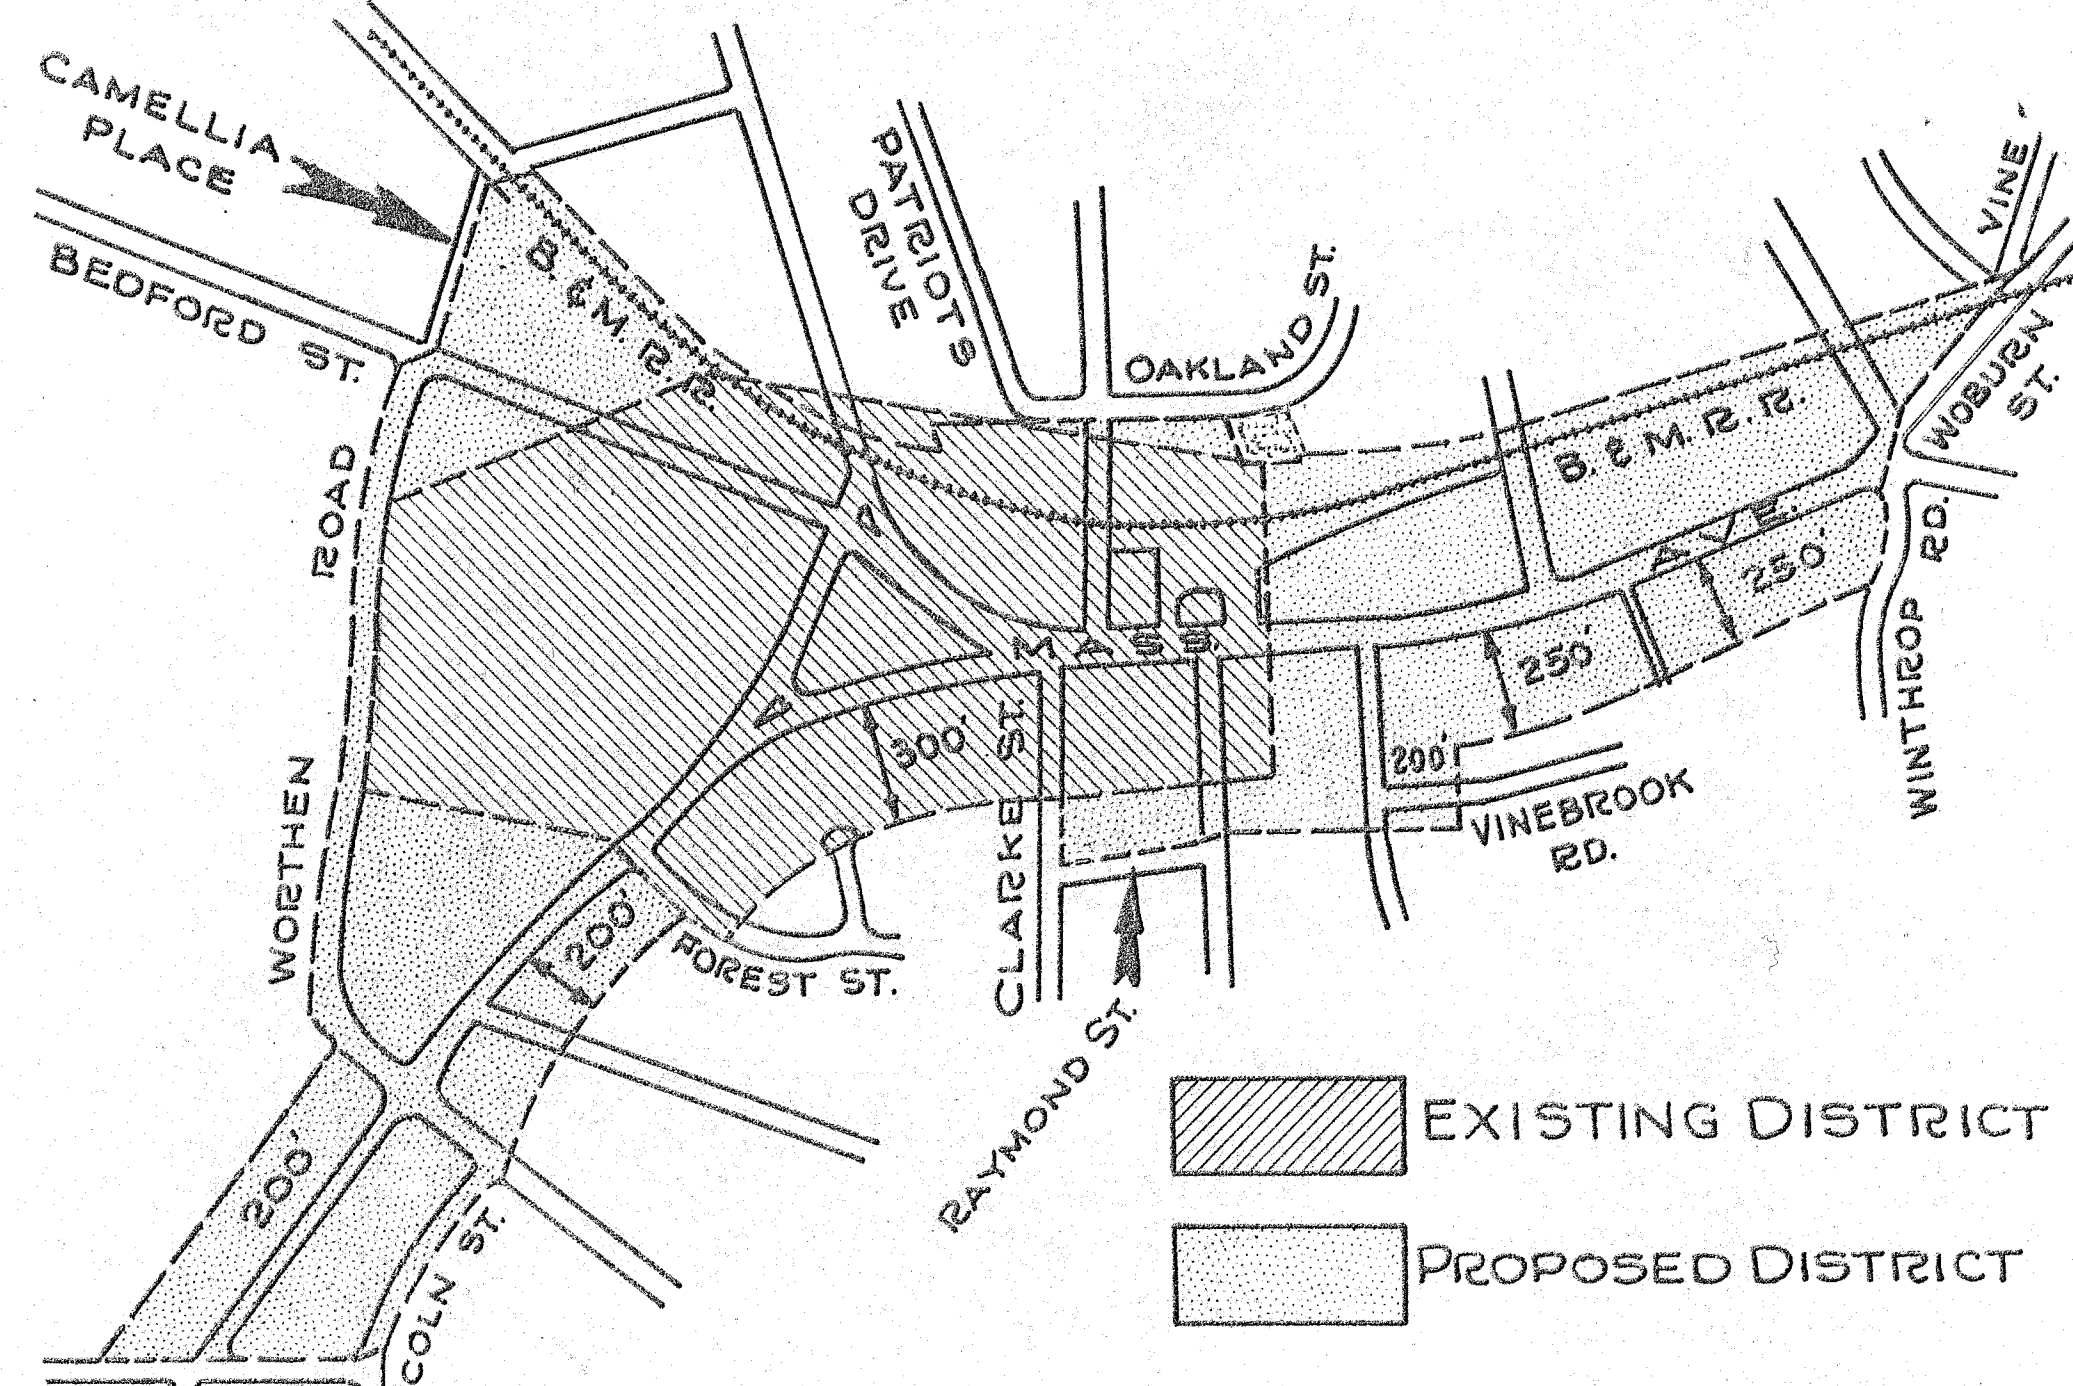 CAMELLIA
PLACE
BEDFORD ST.
B. & M. R. R.
PATRIOTS
DRIVE
OAKLAND ST.
VINE
WOBURN
ST.
B. & M. R. R.
ROAD
WORTHEN
MASS.
AVE.
250'
250'
WINTHROP RD.
300'
200'
VINEBROOK
RD.
CLARKE ST.
200'
FOREST ST.
RAYMOND ST.
200'
COLN ST.
EXISTING DISTRICT
PROPOSED DISTRICT